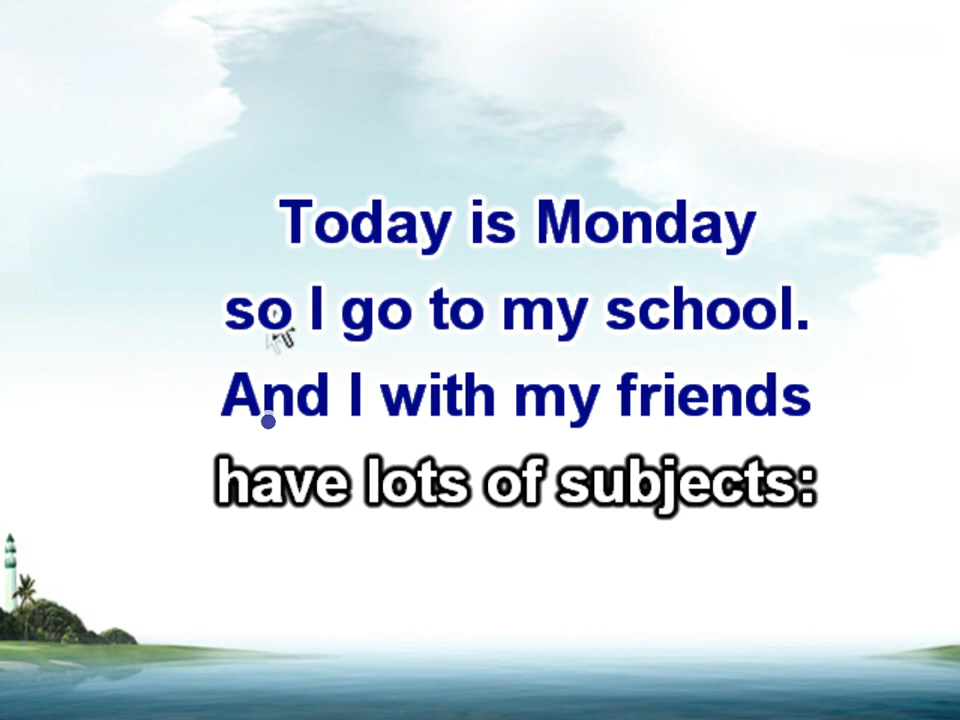 Today is Monday
so I go to my school.
And I with my friends
have lots of subjects: